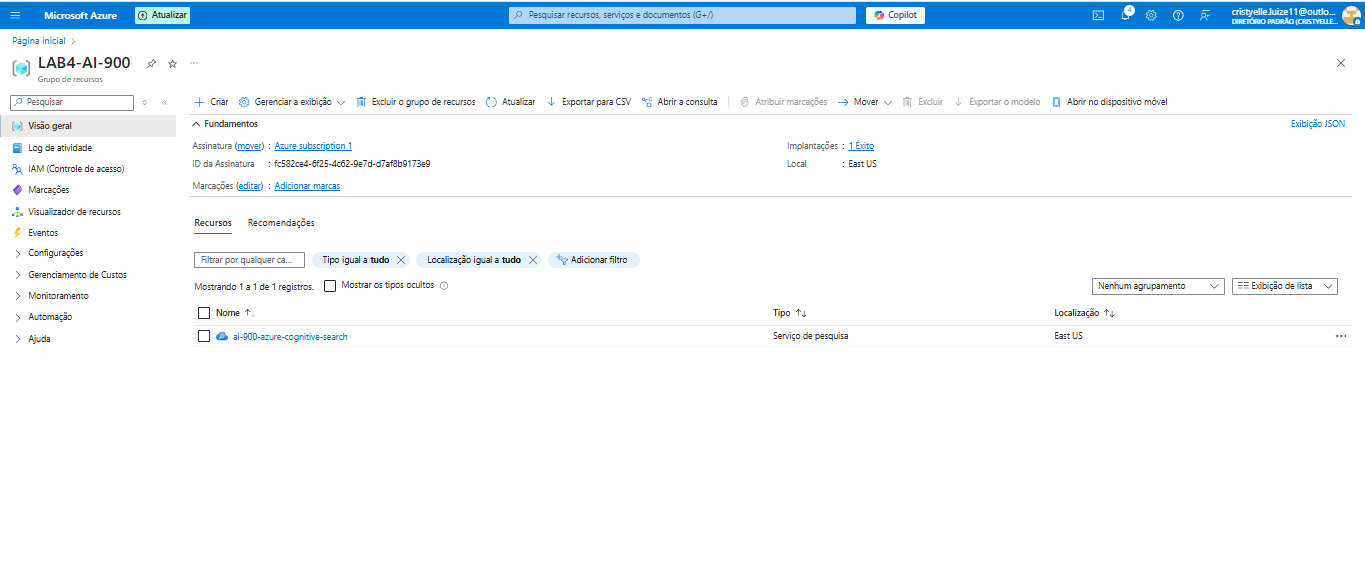 Microsoft Azure Atualizar Pesquisar recursos, serviços e documentos (G+/) Copilot 4 cristyelle.luize11@outlo...
DIRETÓRIO PADRÃO (CRISTYELLE...
Página inicial >
LAB4-AI-900 ...
Grupo de recursos
Pesquisar
Criar Gerenciar a exibição Excluir o grupo de recursos Atualizar Exportar para CSV Abrir a consulta Atribuir marcações Mover Excluir Exportar o modelo Abrir no dispositivo móvel
Visão geral
Log de atividade
IAM (Controle de acesso)
Marcações
Visualizador de recursos
Eventos
Configurações
Gerenciamento de Custos
Monitoramento
Automação
Ajuda
Fundamentos Exibição JSON
Assinatura (mover) : Azure subscription 1 Implantações : 1 Êxito
ID da Assinatura : fc582ce4-6f25-4c62-9e7d-d7af8b9173e9 Local : East US
Marcações (editar) : Adicionar marcas
Recursos Recomendações
Filtrar por qualquer ca... Tipo igual a tudo Localização igual a tudo Adicionar filtro
Mostrando 1 a 1 de 1 registros. Mostrar os tipos ocultos Nenhum agrupamento Exibição de lista
Nome Tipo Localização
ai-900-azure-cognitive-search Serviço de pesquisa East US ...